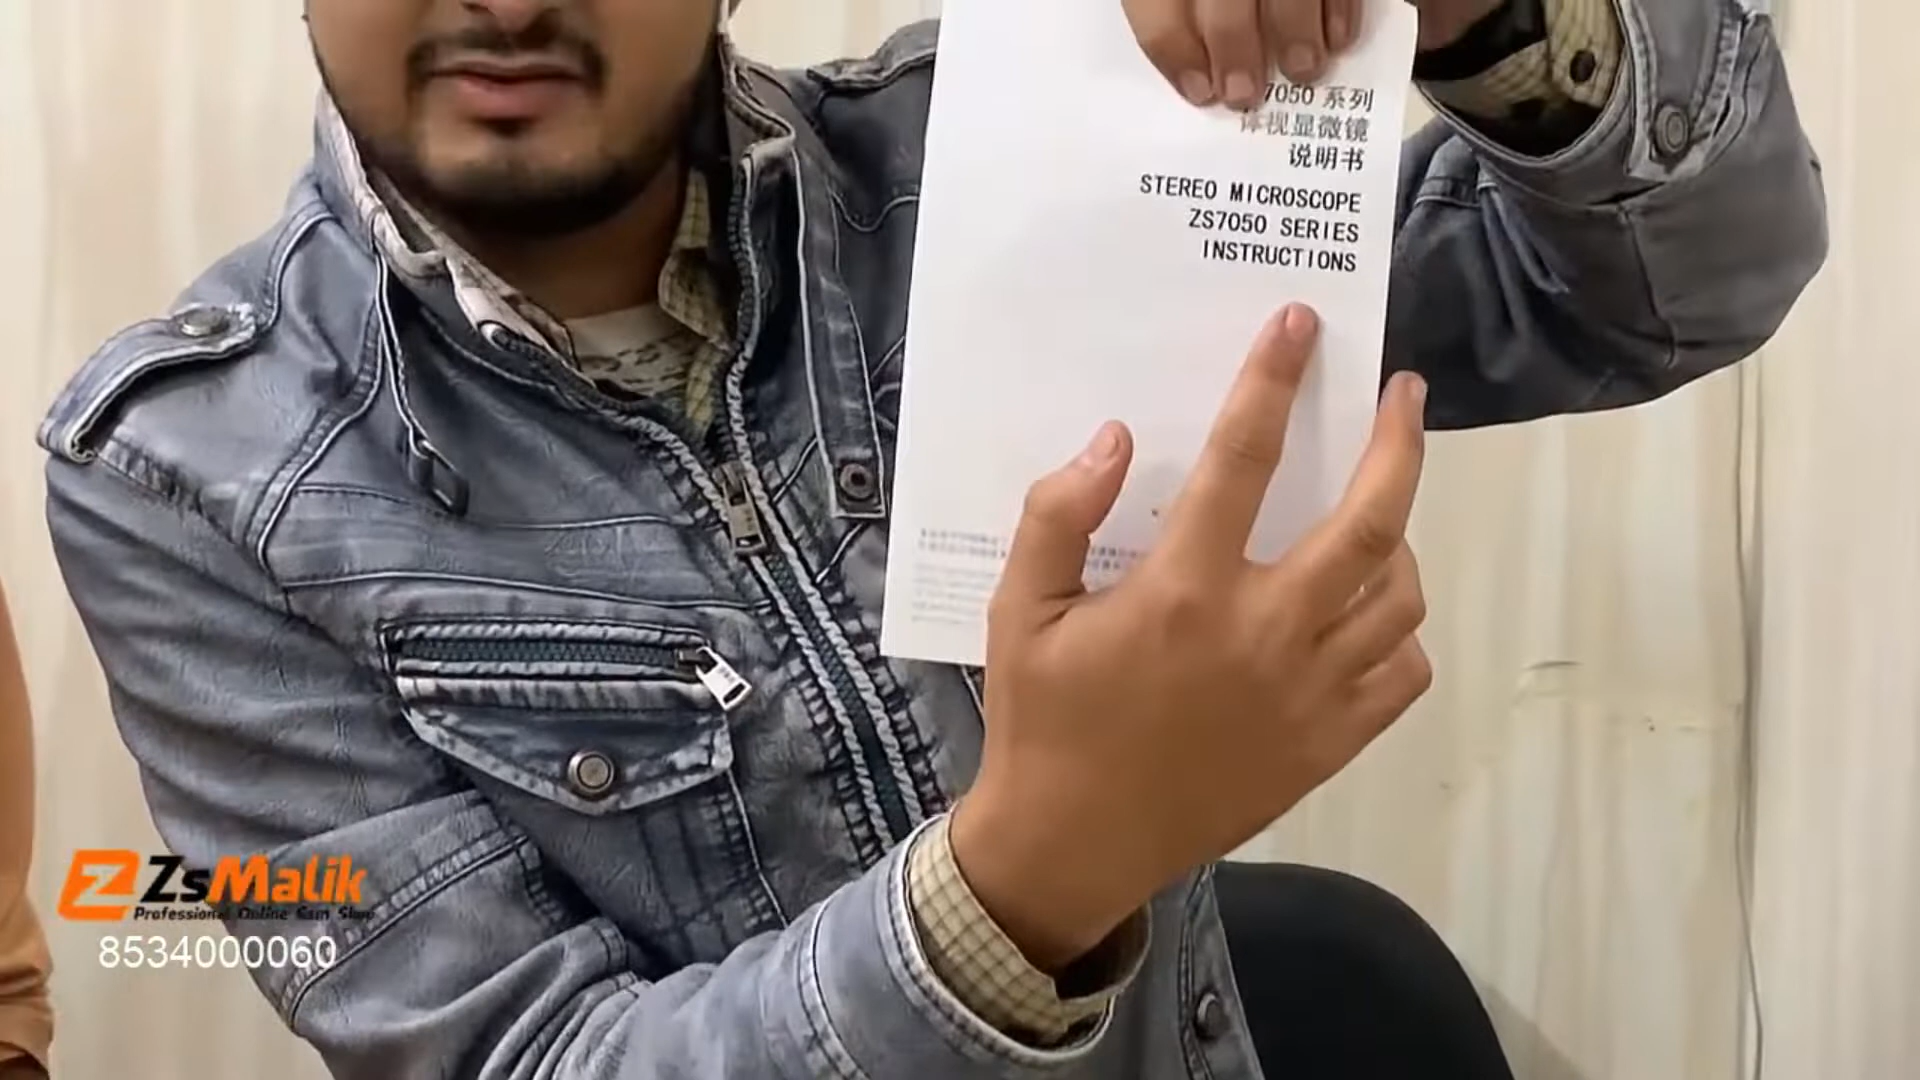 7050 系列
体视显微镜
说明书
STEREO MICROSCOPE
ZS7050 SERIES
INSTRUCTIONS
ZsMalik
Professional Online Gsm Shop
8534000060